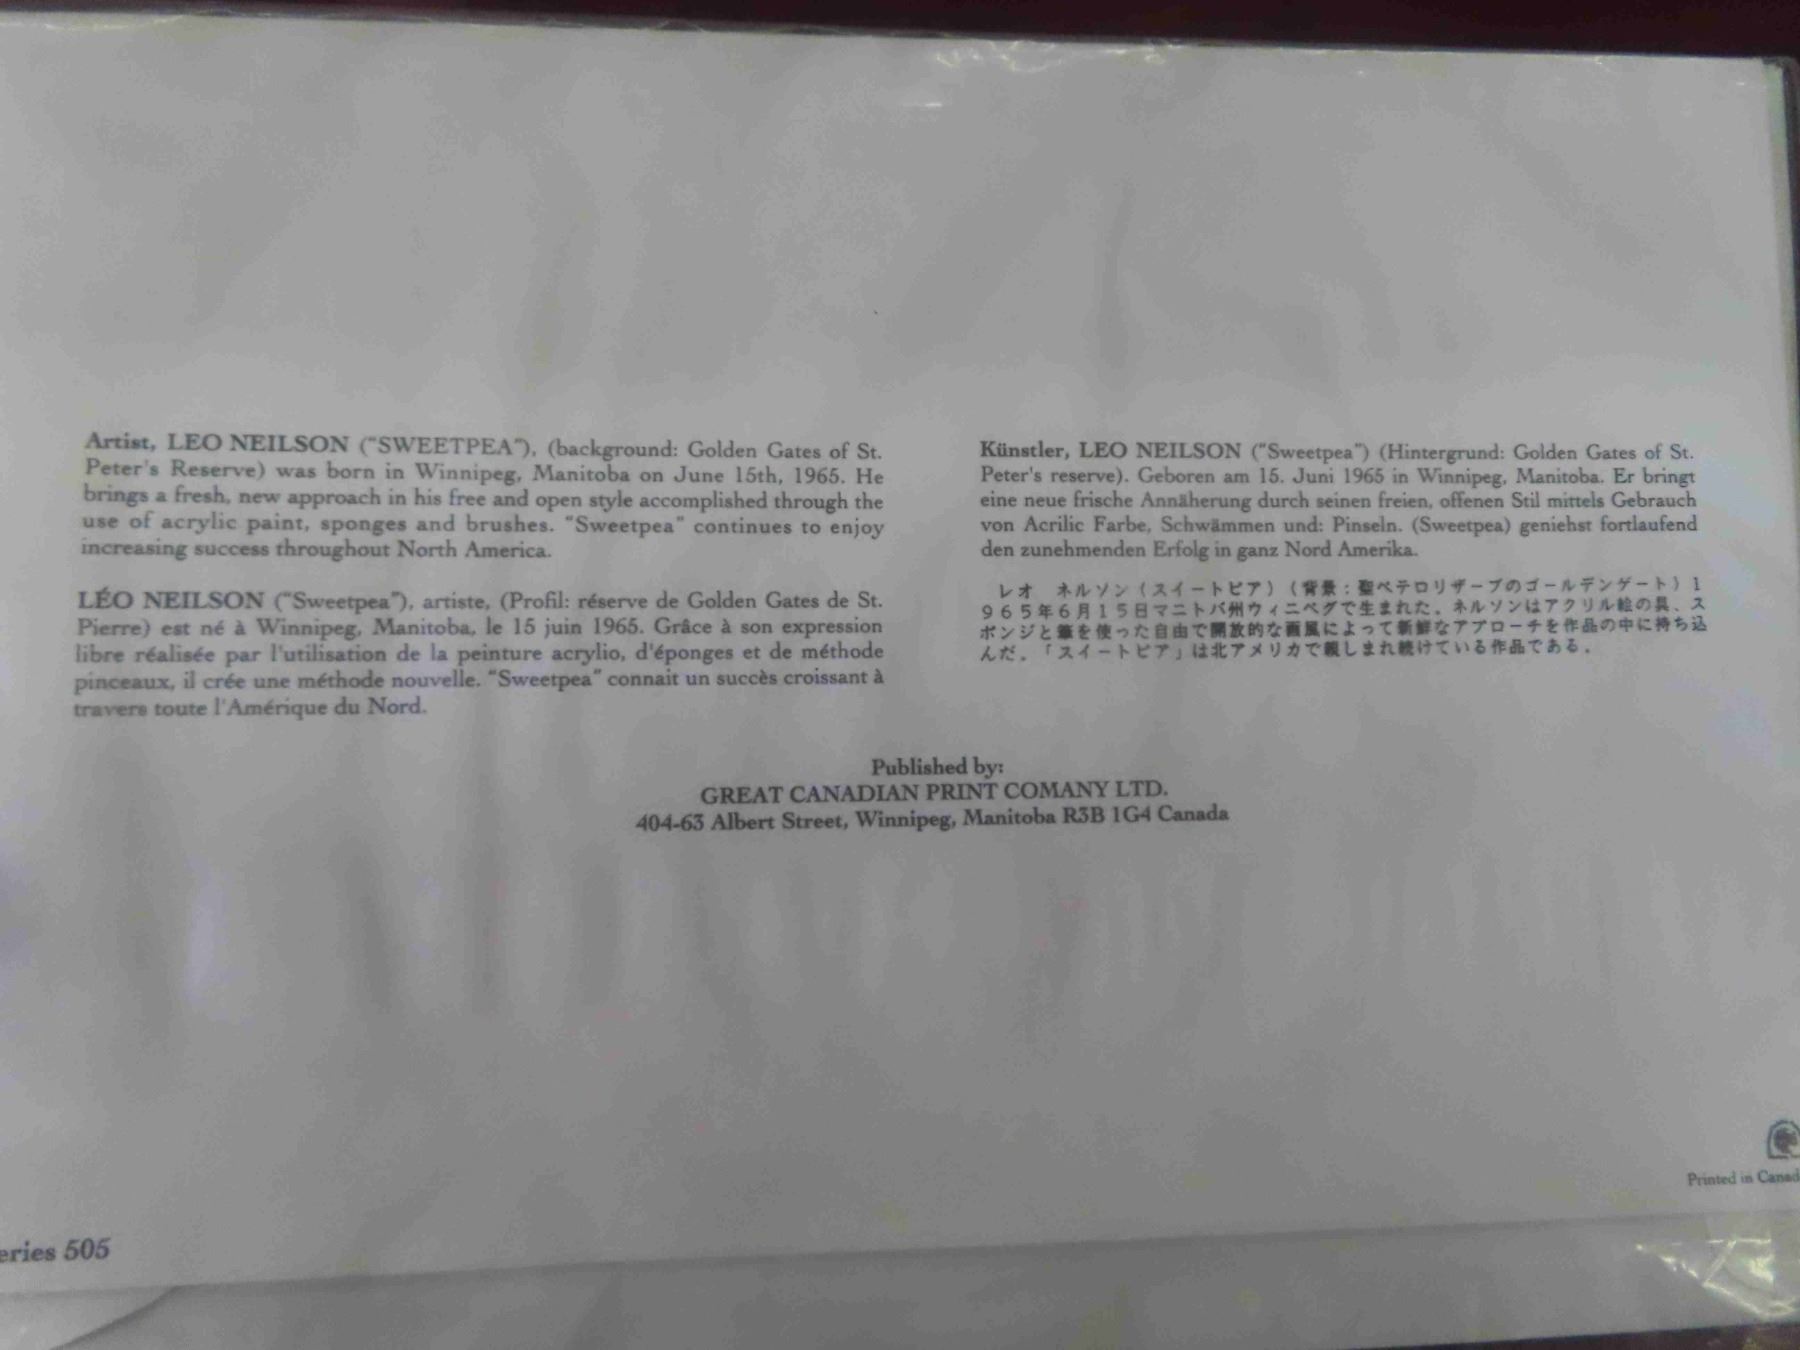 Artist, LEO NEILSON ("SWEETPEA"), (background: Golden Gates of St.
Peter's Reserve) was born in Winnipeg, Manitoba on June 15th, 1965. He
brings a fresh, new approach in his free and open style accomplished through the
use of acrylic paint, sponges and brushes. "Sweetpea" continues to enjoy
increasing success throughout North America.
LÉO NEILSON ("Sweetpea"), artiste, (Profil: réserve de Golden Gates de St.
Pierre) est né à Winnipeg, Manitoba, le 15 juin 1965. Grâce à son expression
libre réalisée par l'utilisation de la peinture acrylio, d'éponges et de méthode
pinceaux, il crée une méthode nouvelle. "Sweetpea" connait un succès croissant à
travers toute l'Amérique du Nord.
Künstler, LEO NEILSON ("Sweetpea") (Hintergrund: Golden Gates of St.
Peter's reserve). Geboren am 15. Juni 1965 in Winnipeg, Manitoba. Er bringt
eine neue frische Annäherung durch seinen freien, offenen Stil mittels Gebrauch
von Acrilic Farbe, Schwämmen und: Pinseln. (Sweetpea) geniehst fortlaufend
den zunehmenden Erfolg in ganz Nord Amerika.
レオ ネルソン（スイートピア）（背景：聖ペテロリザーブのゴールデンゲート）1
965年6月15日マニトバ州ウィニペグで生まれた。ネルソンはアクリル絵の具、ス
ポンジと筆を使った自由で開放的な画風によって新鮮なアプローチを作品の中に持ち込
んだ。「スイートピア」は北アメリカで親しまれ続けている作品である。
Published by:
GREAT CANADIAN PRINT COMANY LTD.
404-63 Albert Street, Winnipeg, Manitoba R3B 1G4 Canada
Printed in Canad
eries 505